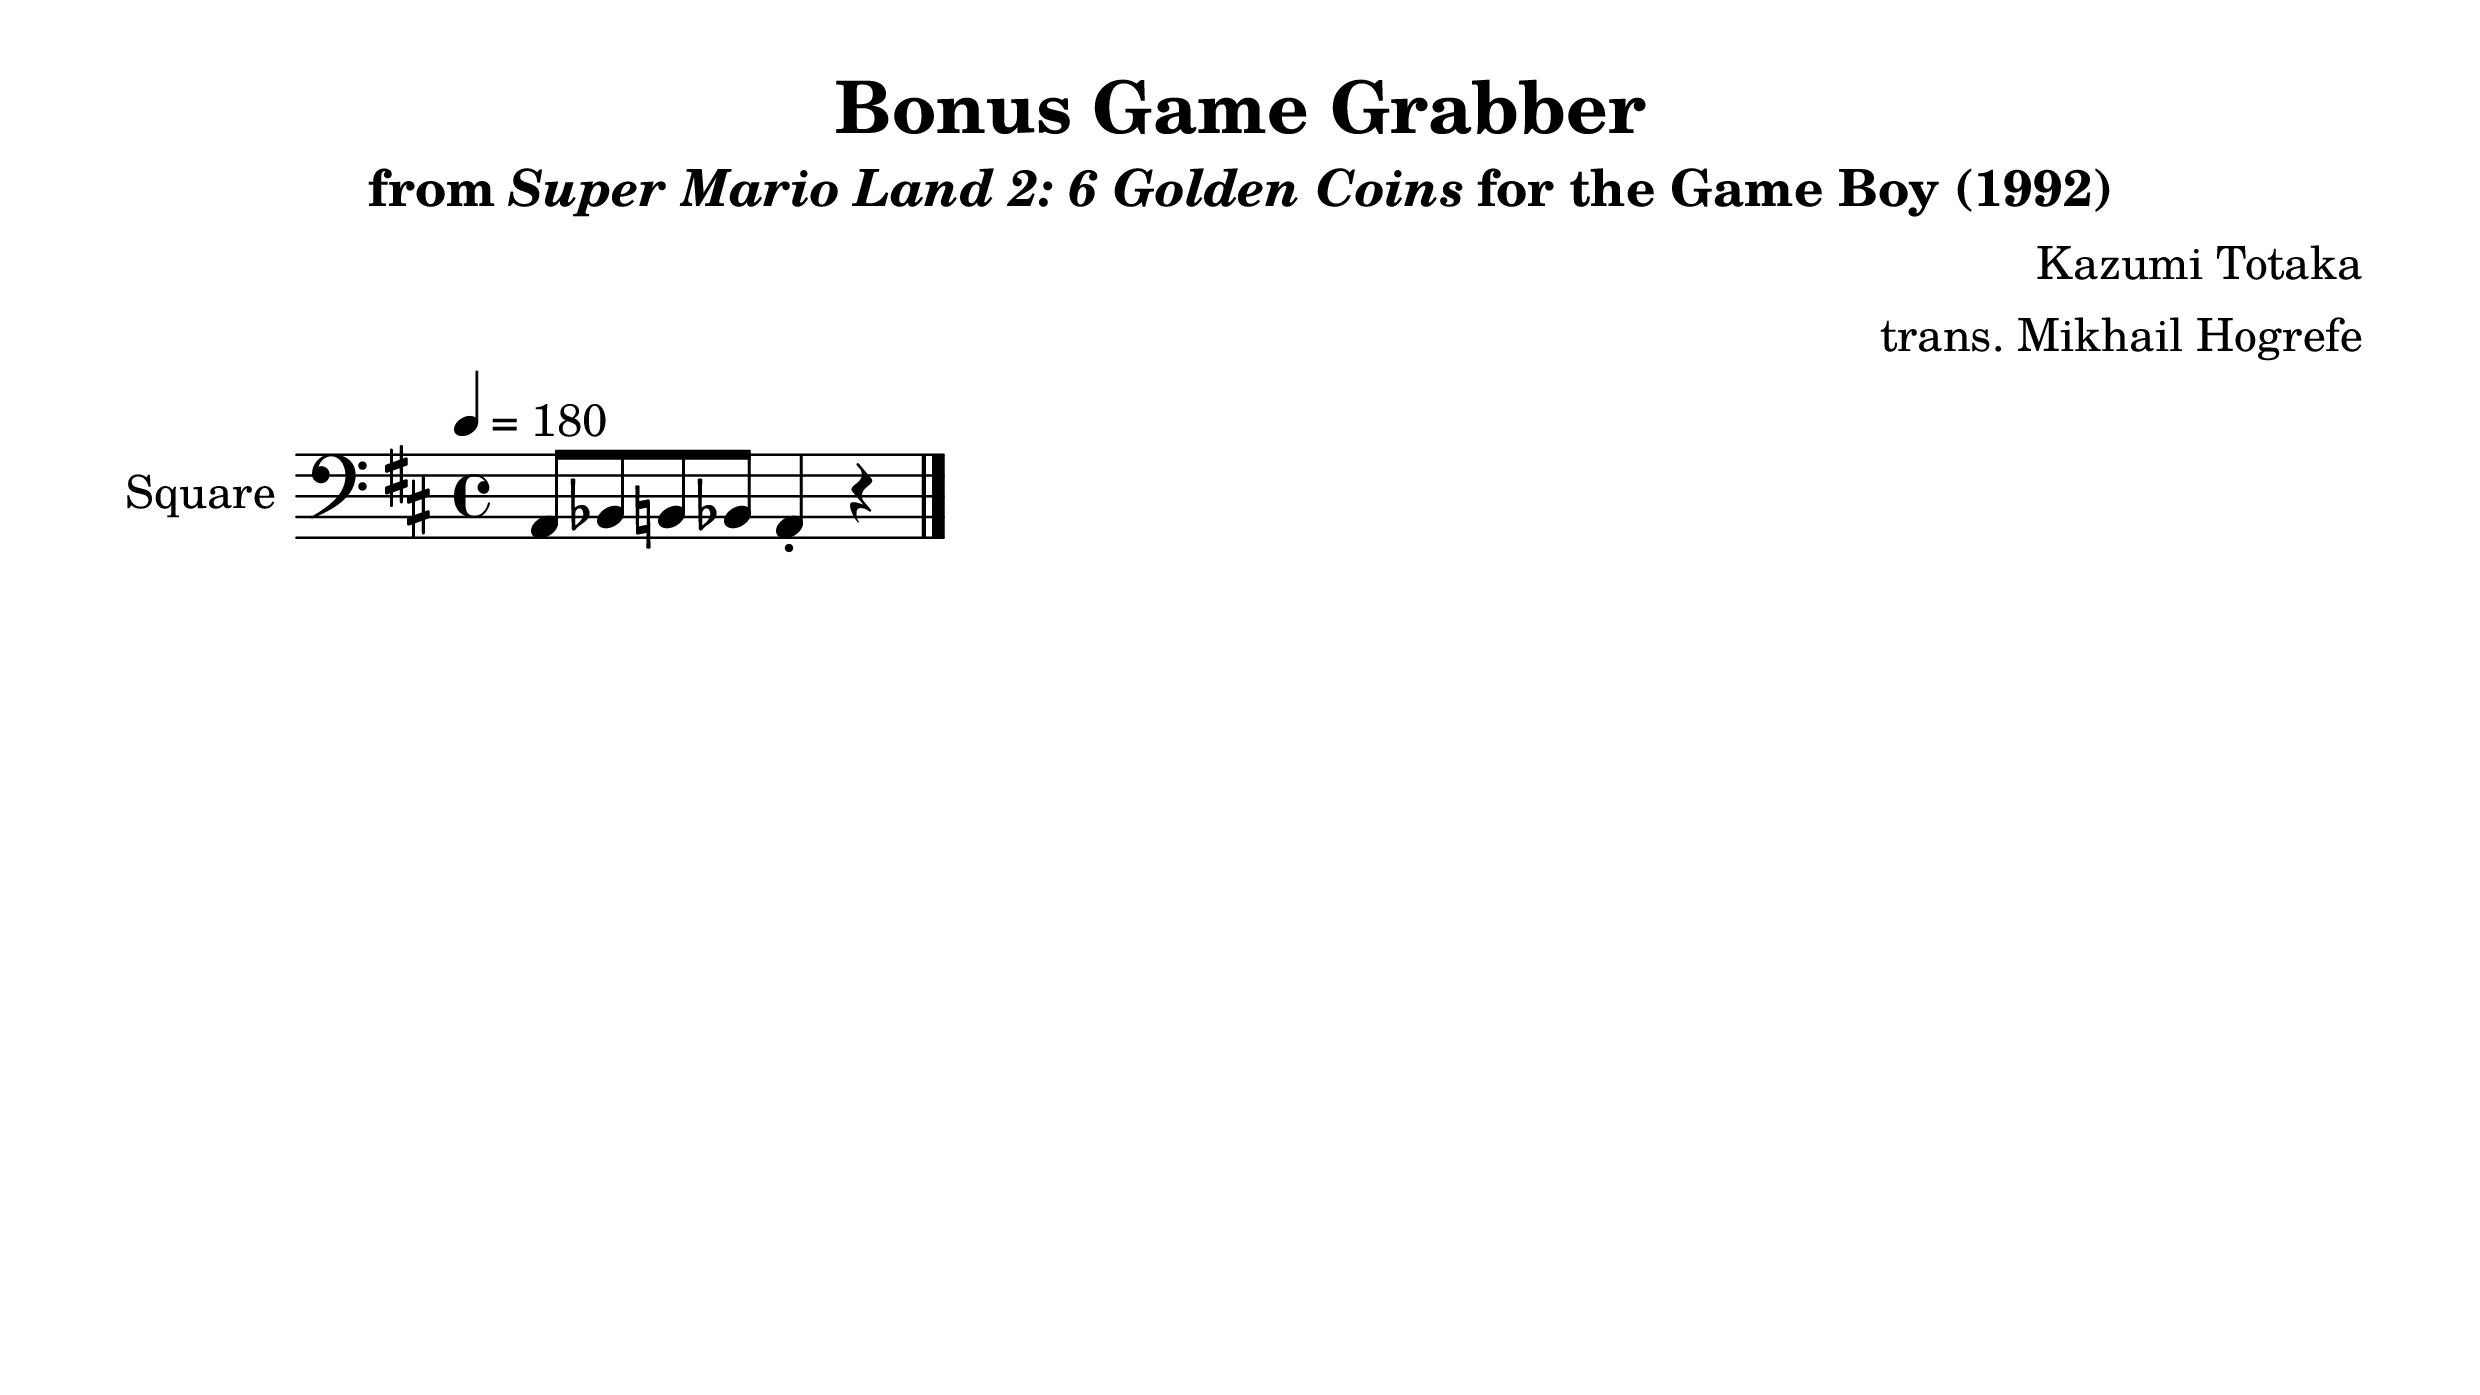 Bonus Game Grabber
from Super Mario Land 2: 6 Golden Coins for the Game Boy (1992)
Kazumi Totaka
trans. Mikhail Hogrefe
= 180
Square